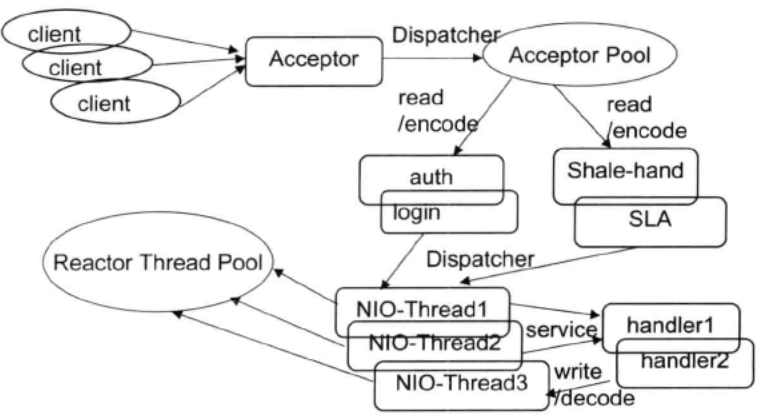 client
client
client
Acceptor
Dispatcher
Acceptor Pool
read
/encode
read
/encode
auth
login
Shale-hand
SLA
Dispatcher
Reactor Thread Pool
NIO-Thread1
NIO-Thread2
NIO-Thread3
service
handler1
handler2
write
/decode